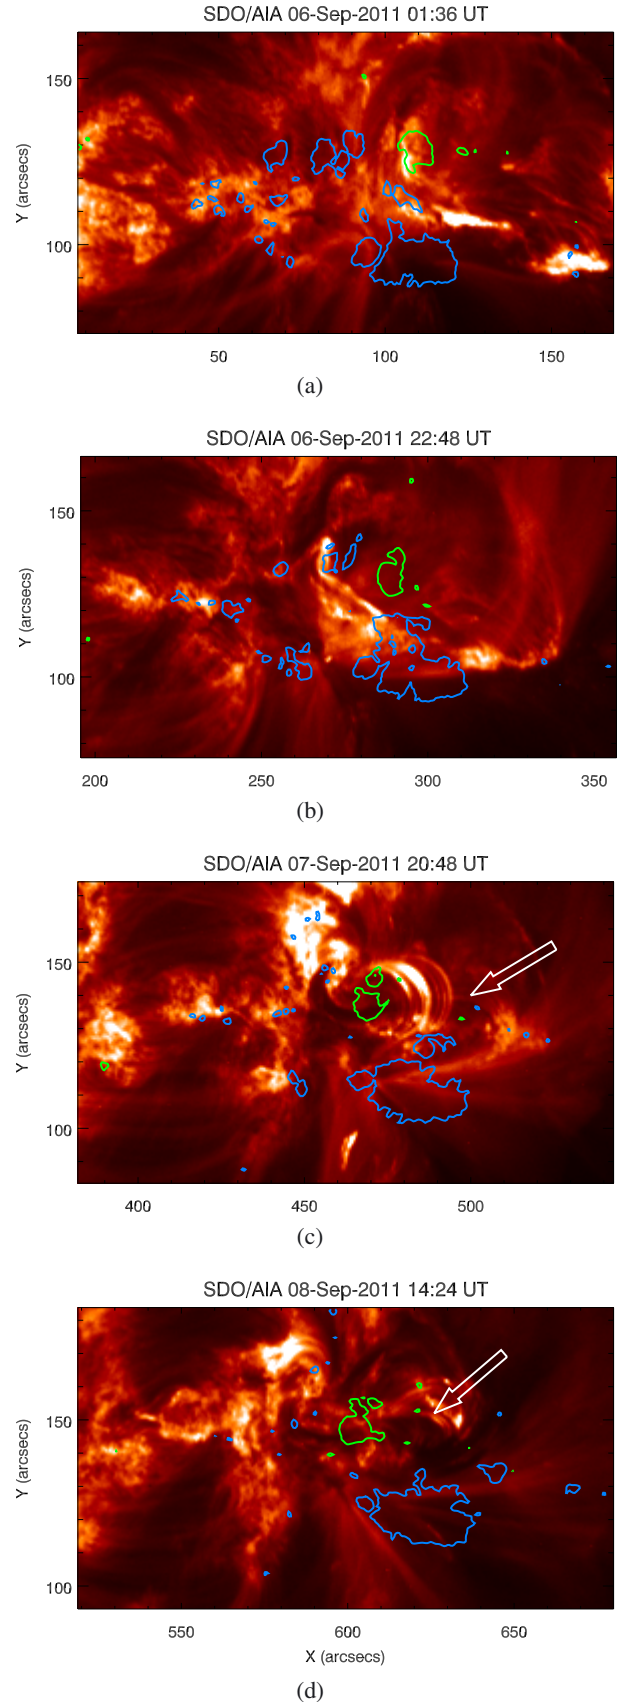 SDO/AIA 06-Sep-2011 01:36 UT
150
100
Y (arcsecs)
50 100 150
(a)
SDO/AIA 06-Sep-2011 22:48 UT
150
100
Y (arcsecs)
200 250 300 350
(b)
SDO/AIA 07-Sep-2011 20:48 UT
150
100
Y (arcsecs)
400 450 500
(c)
SDO/AIA 08-Sep-2011 14:24 UT
150
100
Y (arcsecs)
550 600 650
X (arcsecs)
(d)